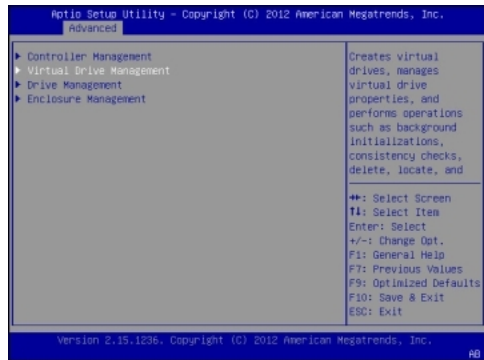 Aptio Setup Utility – Copyright (C) 2012 American Megatrends, Inc.
Advanced
Controller Management
Virtual Drive Management
Drive Management
Enclosure Management
Creates virtual
drives, manages
virtual drive
properties, and
performs operations
such as background
initializations,
consistency checks,
delete, locate, and
↔: Select Screen
↑↓: Select Item
Enter: Select
+/-: Change Opt.
F1: General Help
F7: Previous Values
F9: Optimized Defaults
F10: Save & Exit
ESC: Exit
Version 2.15.1236. Copyright (C) 2012 American Megatrends, Inc.
AB